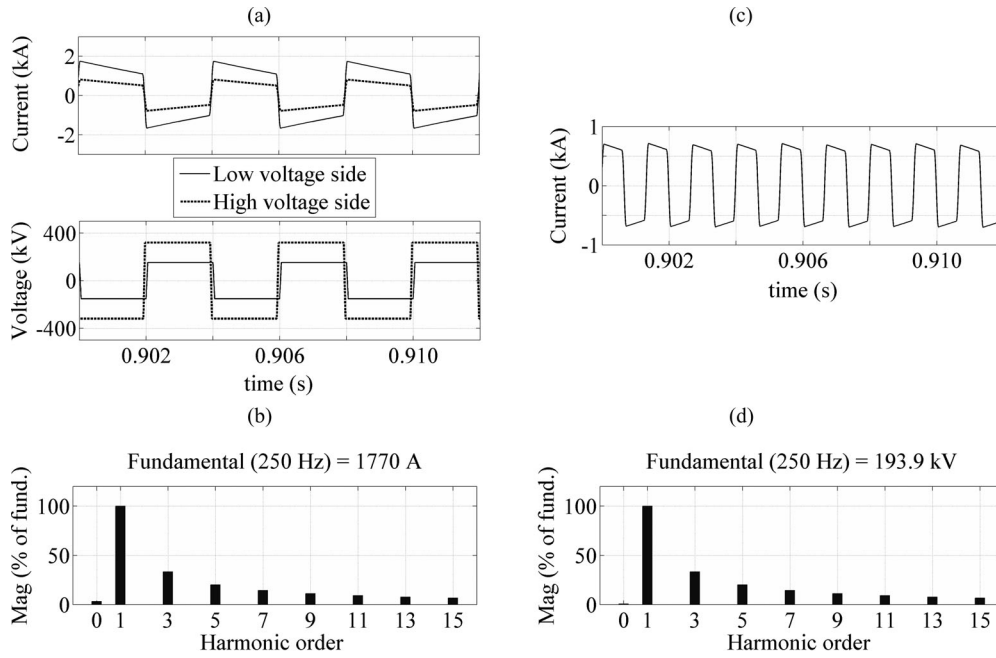 (a)
Current (kA)
2
0
-2
Low voltage side
High voltage side
Voltage (kV)
400
0
-400
0.902 0.906 0.910
time (s)
(b)
Fundamental (250 Hz) = 1770 A
Mag (% of fund.)
100
50
0
0 1 3 5 7 9 11 13 15
Harmonic order
(c)
Current (kA)
1
0
-1
0.902 0.906 0.910
time (s)
(d)
Fundamental (250 Hz) = 193.9 kV
Mag (% of fund.)
100
50
0
0 1 3 5 7 9 11 13 15
Harmonic order